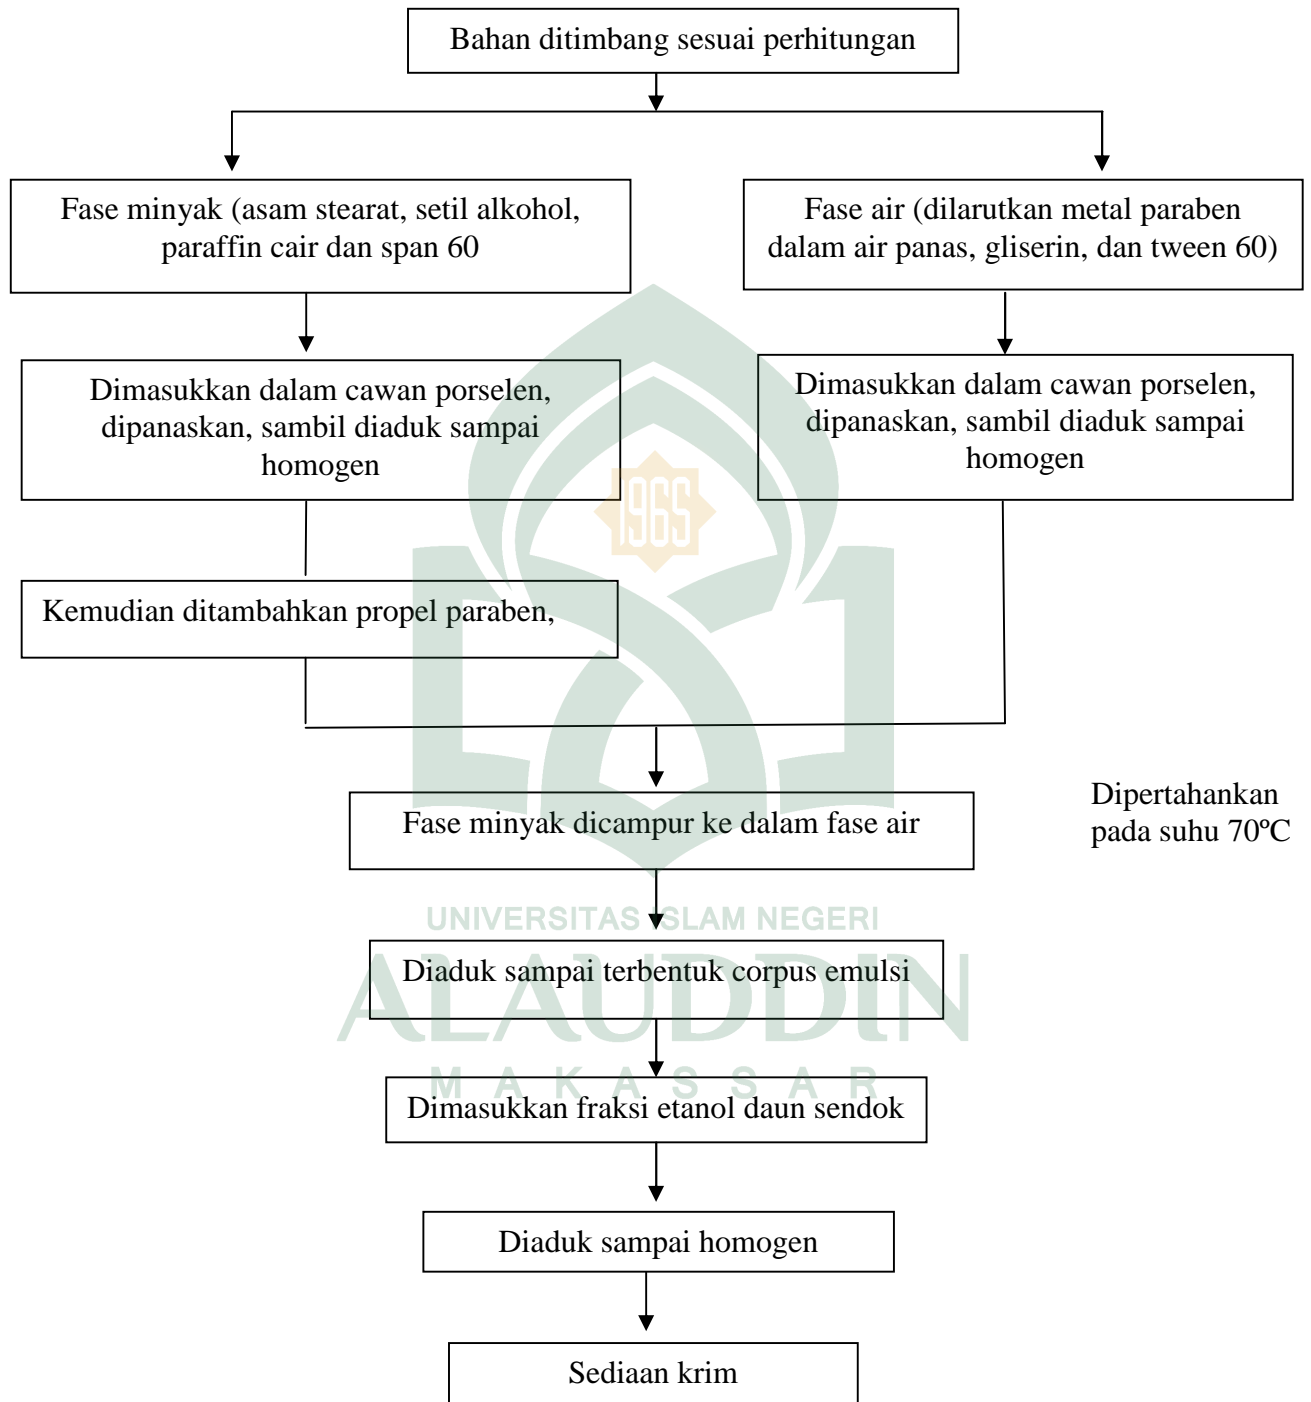 Bahan ditimbang sesuai perhitungan
Fase minyak (asam stearat, setil alkohol,
paraffin cair dan span 60
Fase air (dilarutkan metal paraben
dalam air panas, gliserin, dan tween 60)
Dimasukkan dalam cawan porselen,
dipanaskan, sambil diaduk sampai
homogen
Dimasukkan dalam cawan porselen,
dipanaskan, sambil diaduk sampai
homogen
1965
Kemudian ditambahkan propel paraben,
Fase minyak dicampur ke dalam fase air
Dipertahankan
pada suhu 70ºC
UNIVERSITAS ISLAM NEGERI
Diaduk sampai terbentuk corpus emulsi
ALAUDDIN
MAKASSAR
Dimasukkan fraksi etanol daun sendok
Diaduk sampai homogen
Sediaan krim